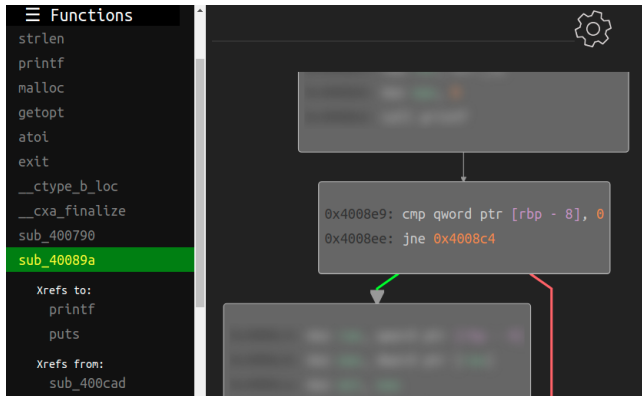 ☰ Functions
strlen
printf
malloc
getopt
atoi
exit
__ctype_b_loc
__cxa_finalize
sub_400790
sub_40089a
Xrefs to:
printf
puts
Xrefs from:
sub_400cad
0x4008e9: cmp qword ptr [rbp - 8], 0
0x4008ee: jne 0x4008c4